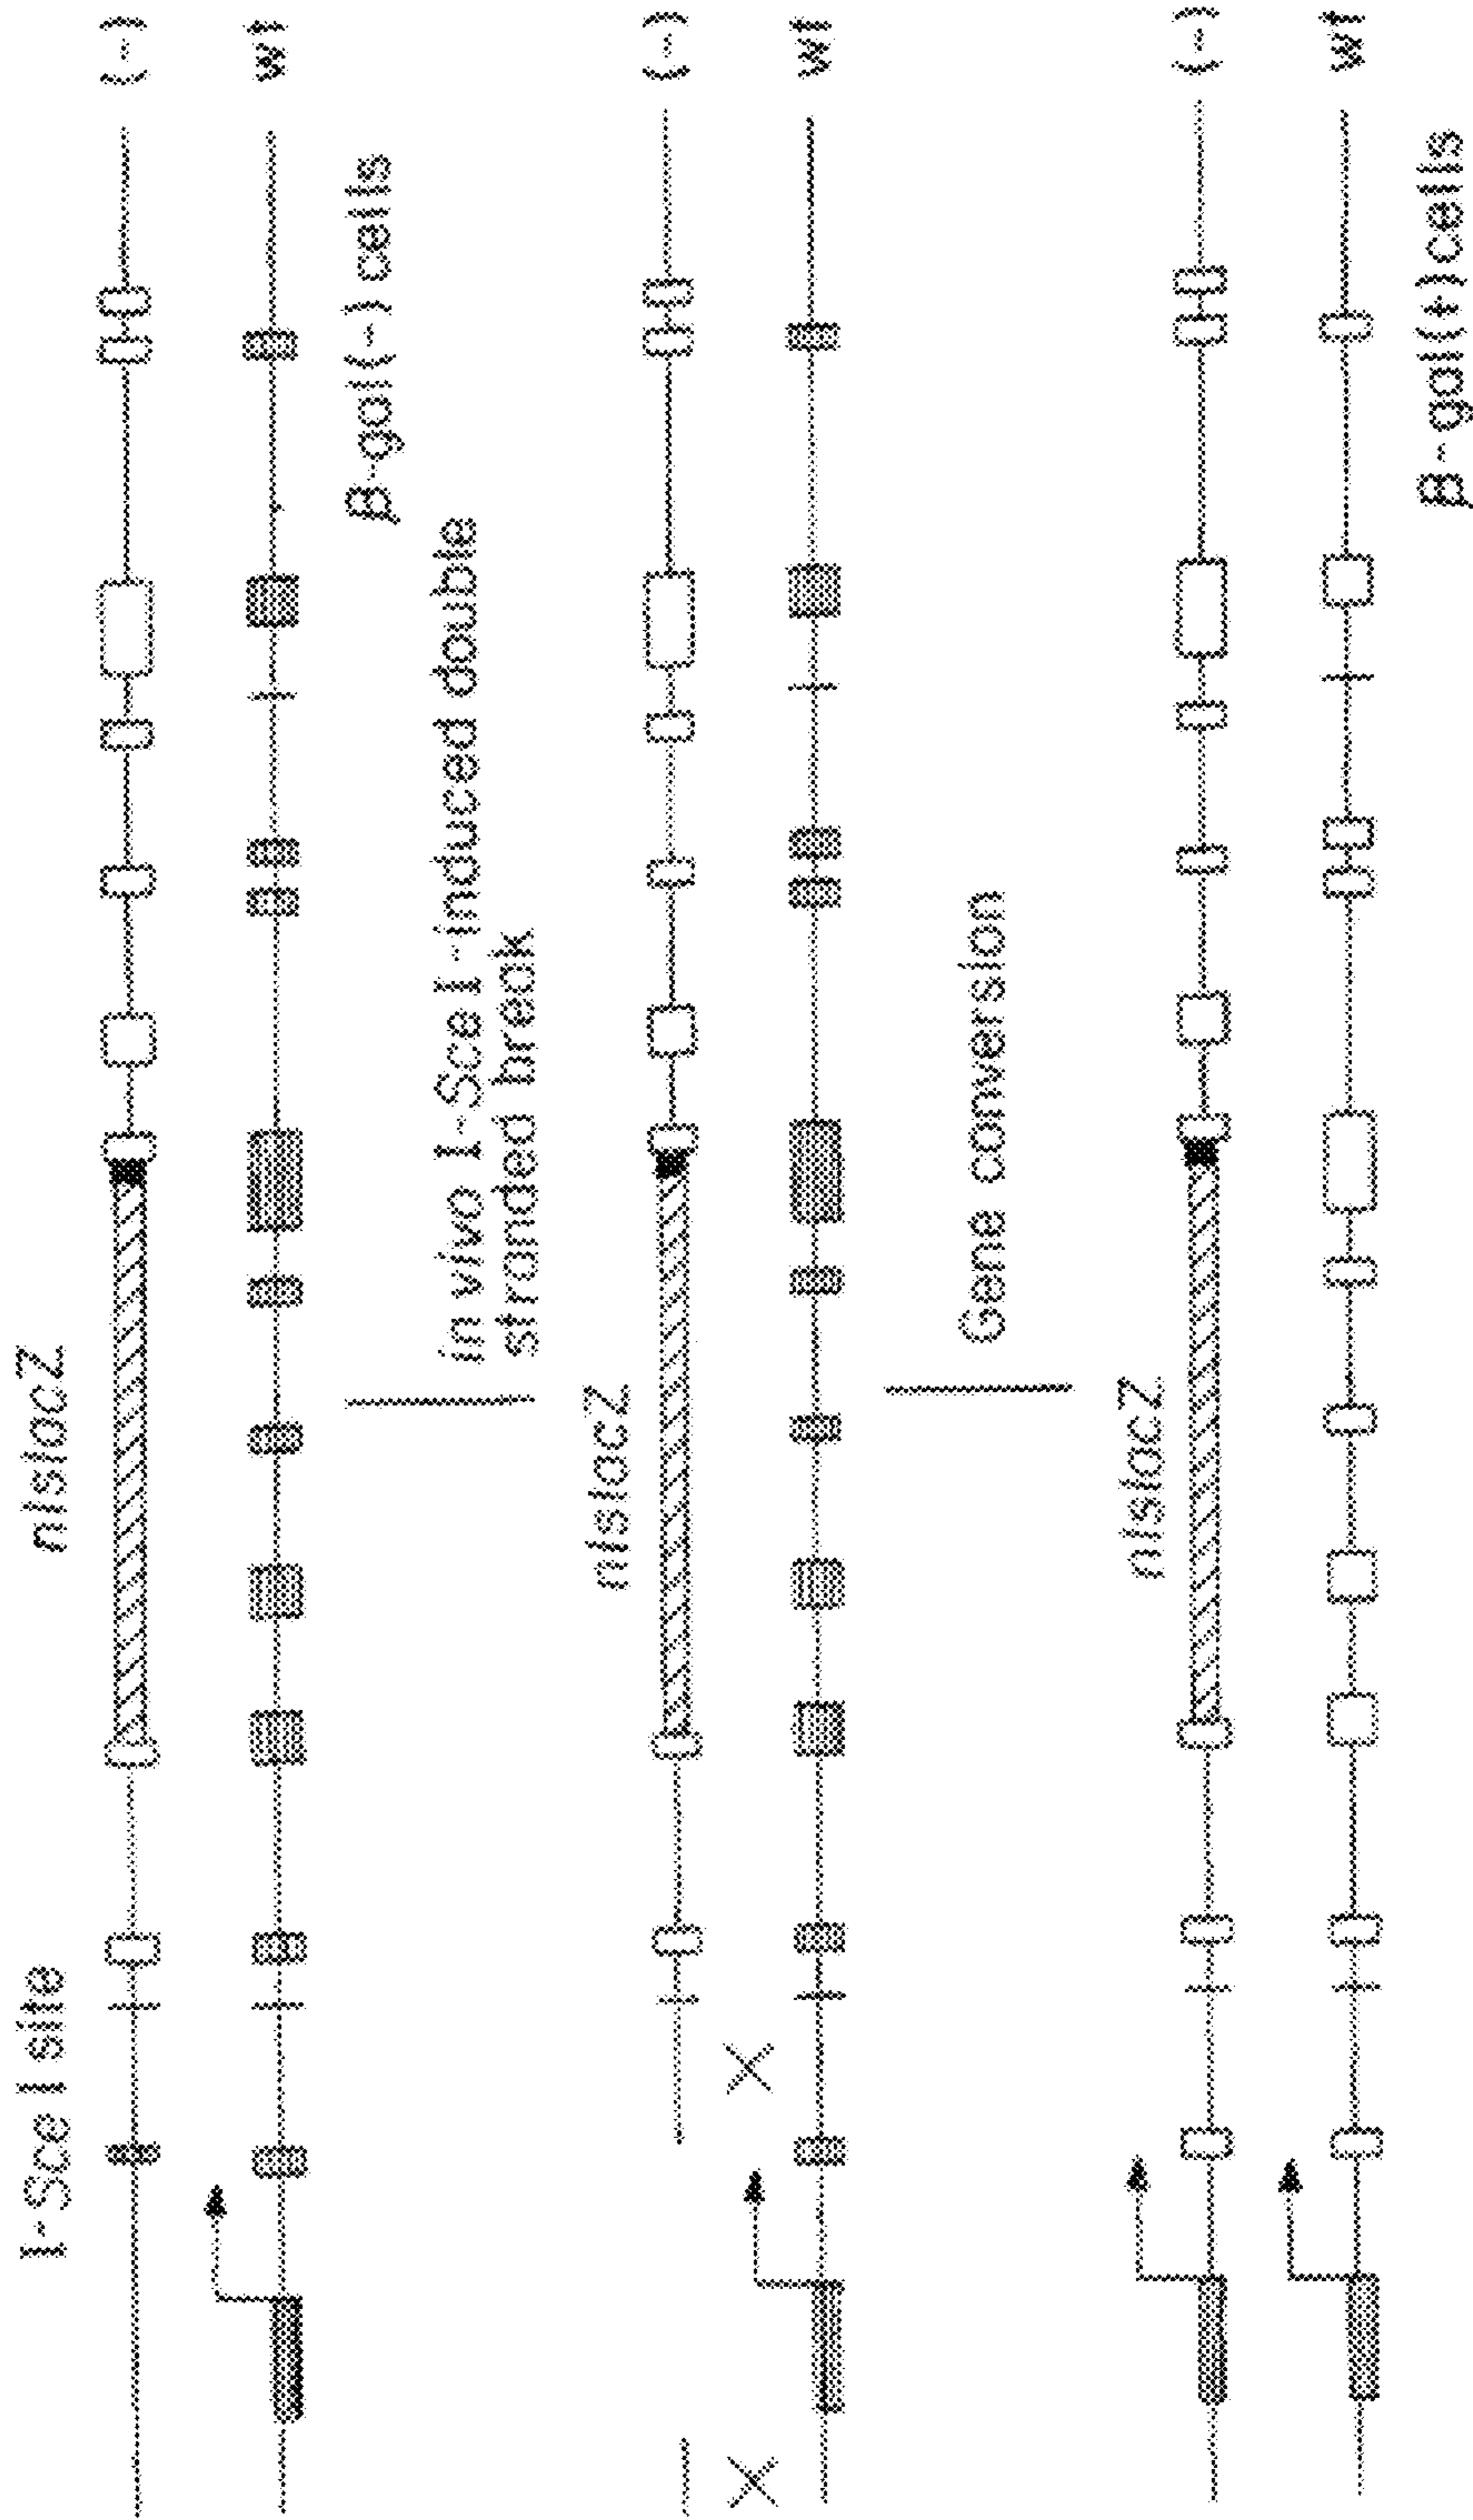 I-Sce I site
nlslacZ
(-)
wt
β-gal(-) cells
in vivo I-Sce I-induced double
stranded break
nlslacZ
(-)
wt
Gene conversion
nlslacZ
(-)
wt
β-gal(+) cells